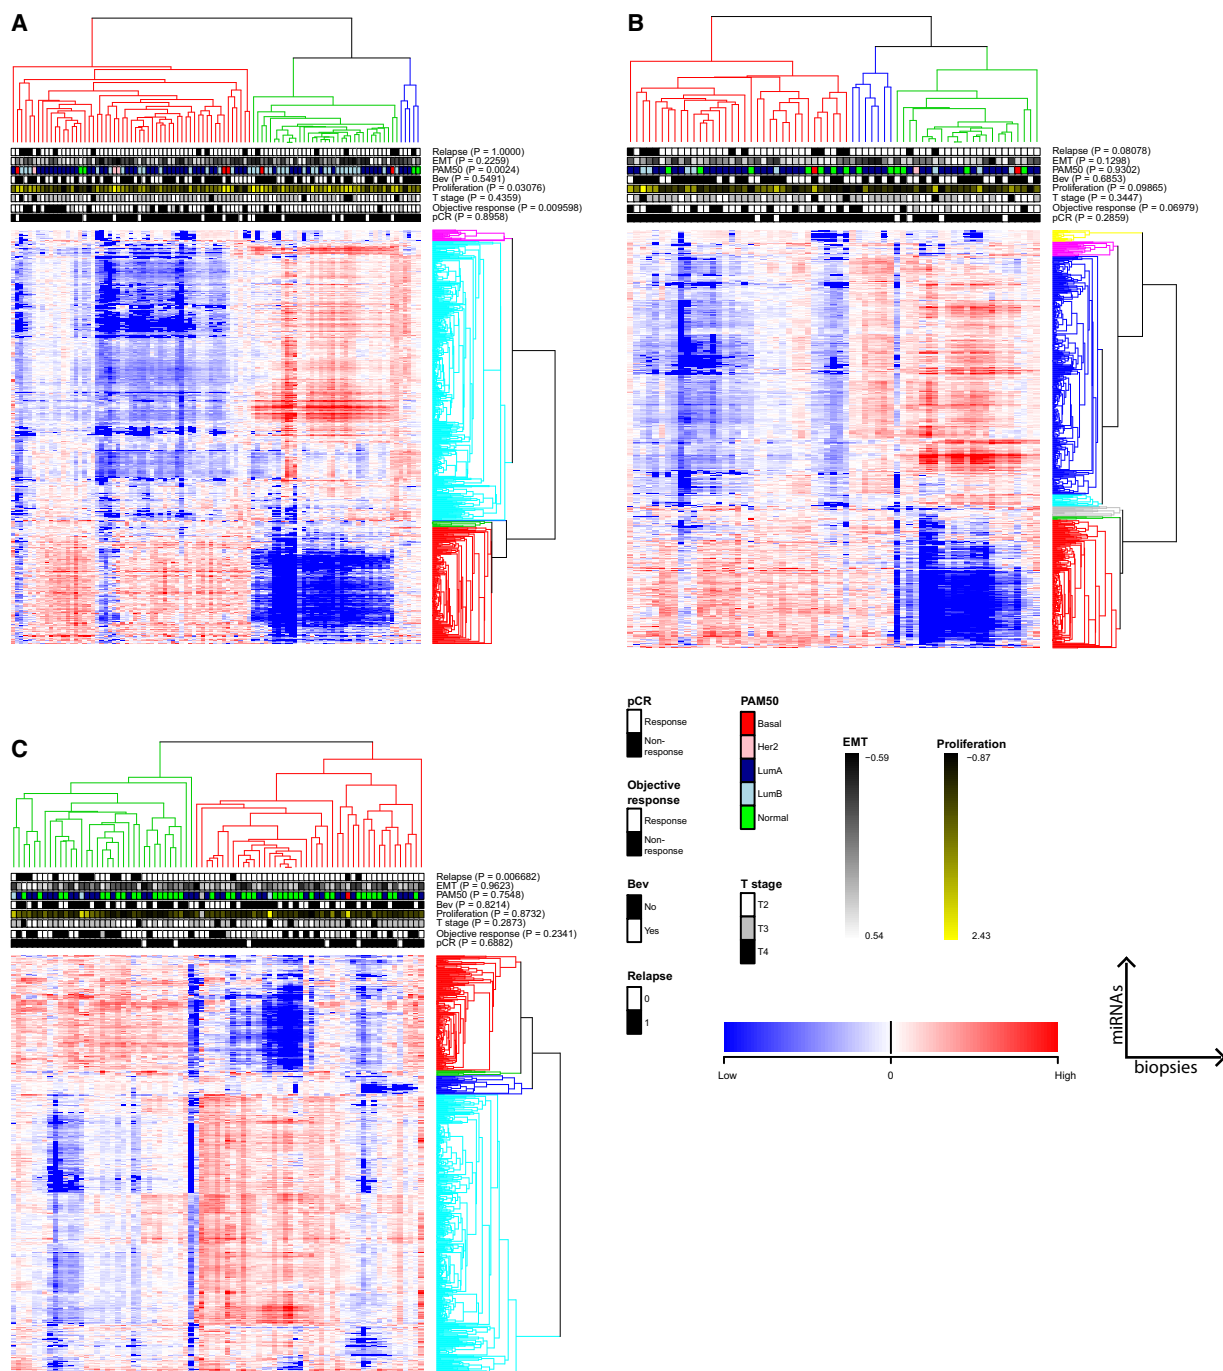 A
Relapse (P = 1.0000)
EMT (P = 0.2259)
PAM50 (P = 0.0024)
Bev (P = 0.5491)
Proliferation (P = 0.03076)
T stage (P = 0.4359)
Objective response (P = 0.009598)
pCR (P = 0.8958)
B
Relapse (P = 0.08078)
EMT (P = 0.1298)
PAM50 (P = 0.9302)
Bev (P = 0.6853)
Proliferation (P = 0.09865)
T stage (P = 0.3447)
Objective response (P = 0.06979)
pCR (P = 0.2859)
C
Relapse (P = 0.006682)
EMT (P = 0.9623)
PAM50 (P = 0.7548)
Bev (P = 0.8214)
Proliferation (P = 0.8732)
T stage (P = 0.2873)
Objective response (P = 0.2341)
pCR (P = 0.6882)
pCR
Response
Non-
response
Objective
response
Response
Non-
response
Bev
No
Yes
Relapse
0
1
PAM50
Basal
Her2
LumA
LumB
Normal
T stage
T2
T3
T4
EMT
−0.59
0.54
Proliferation
−0.87
2.43
Low
0
High
miRNAs
biopsies